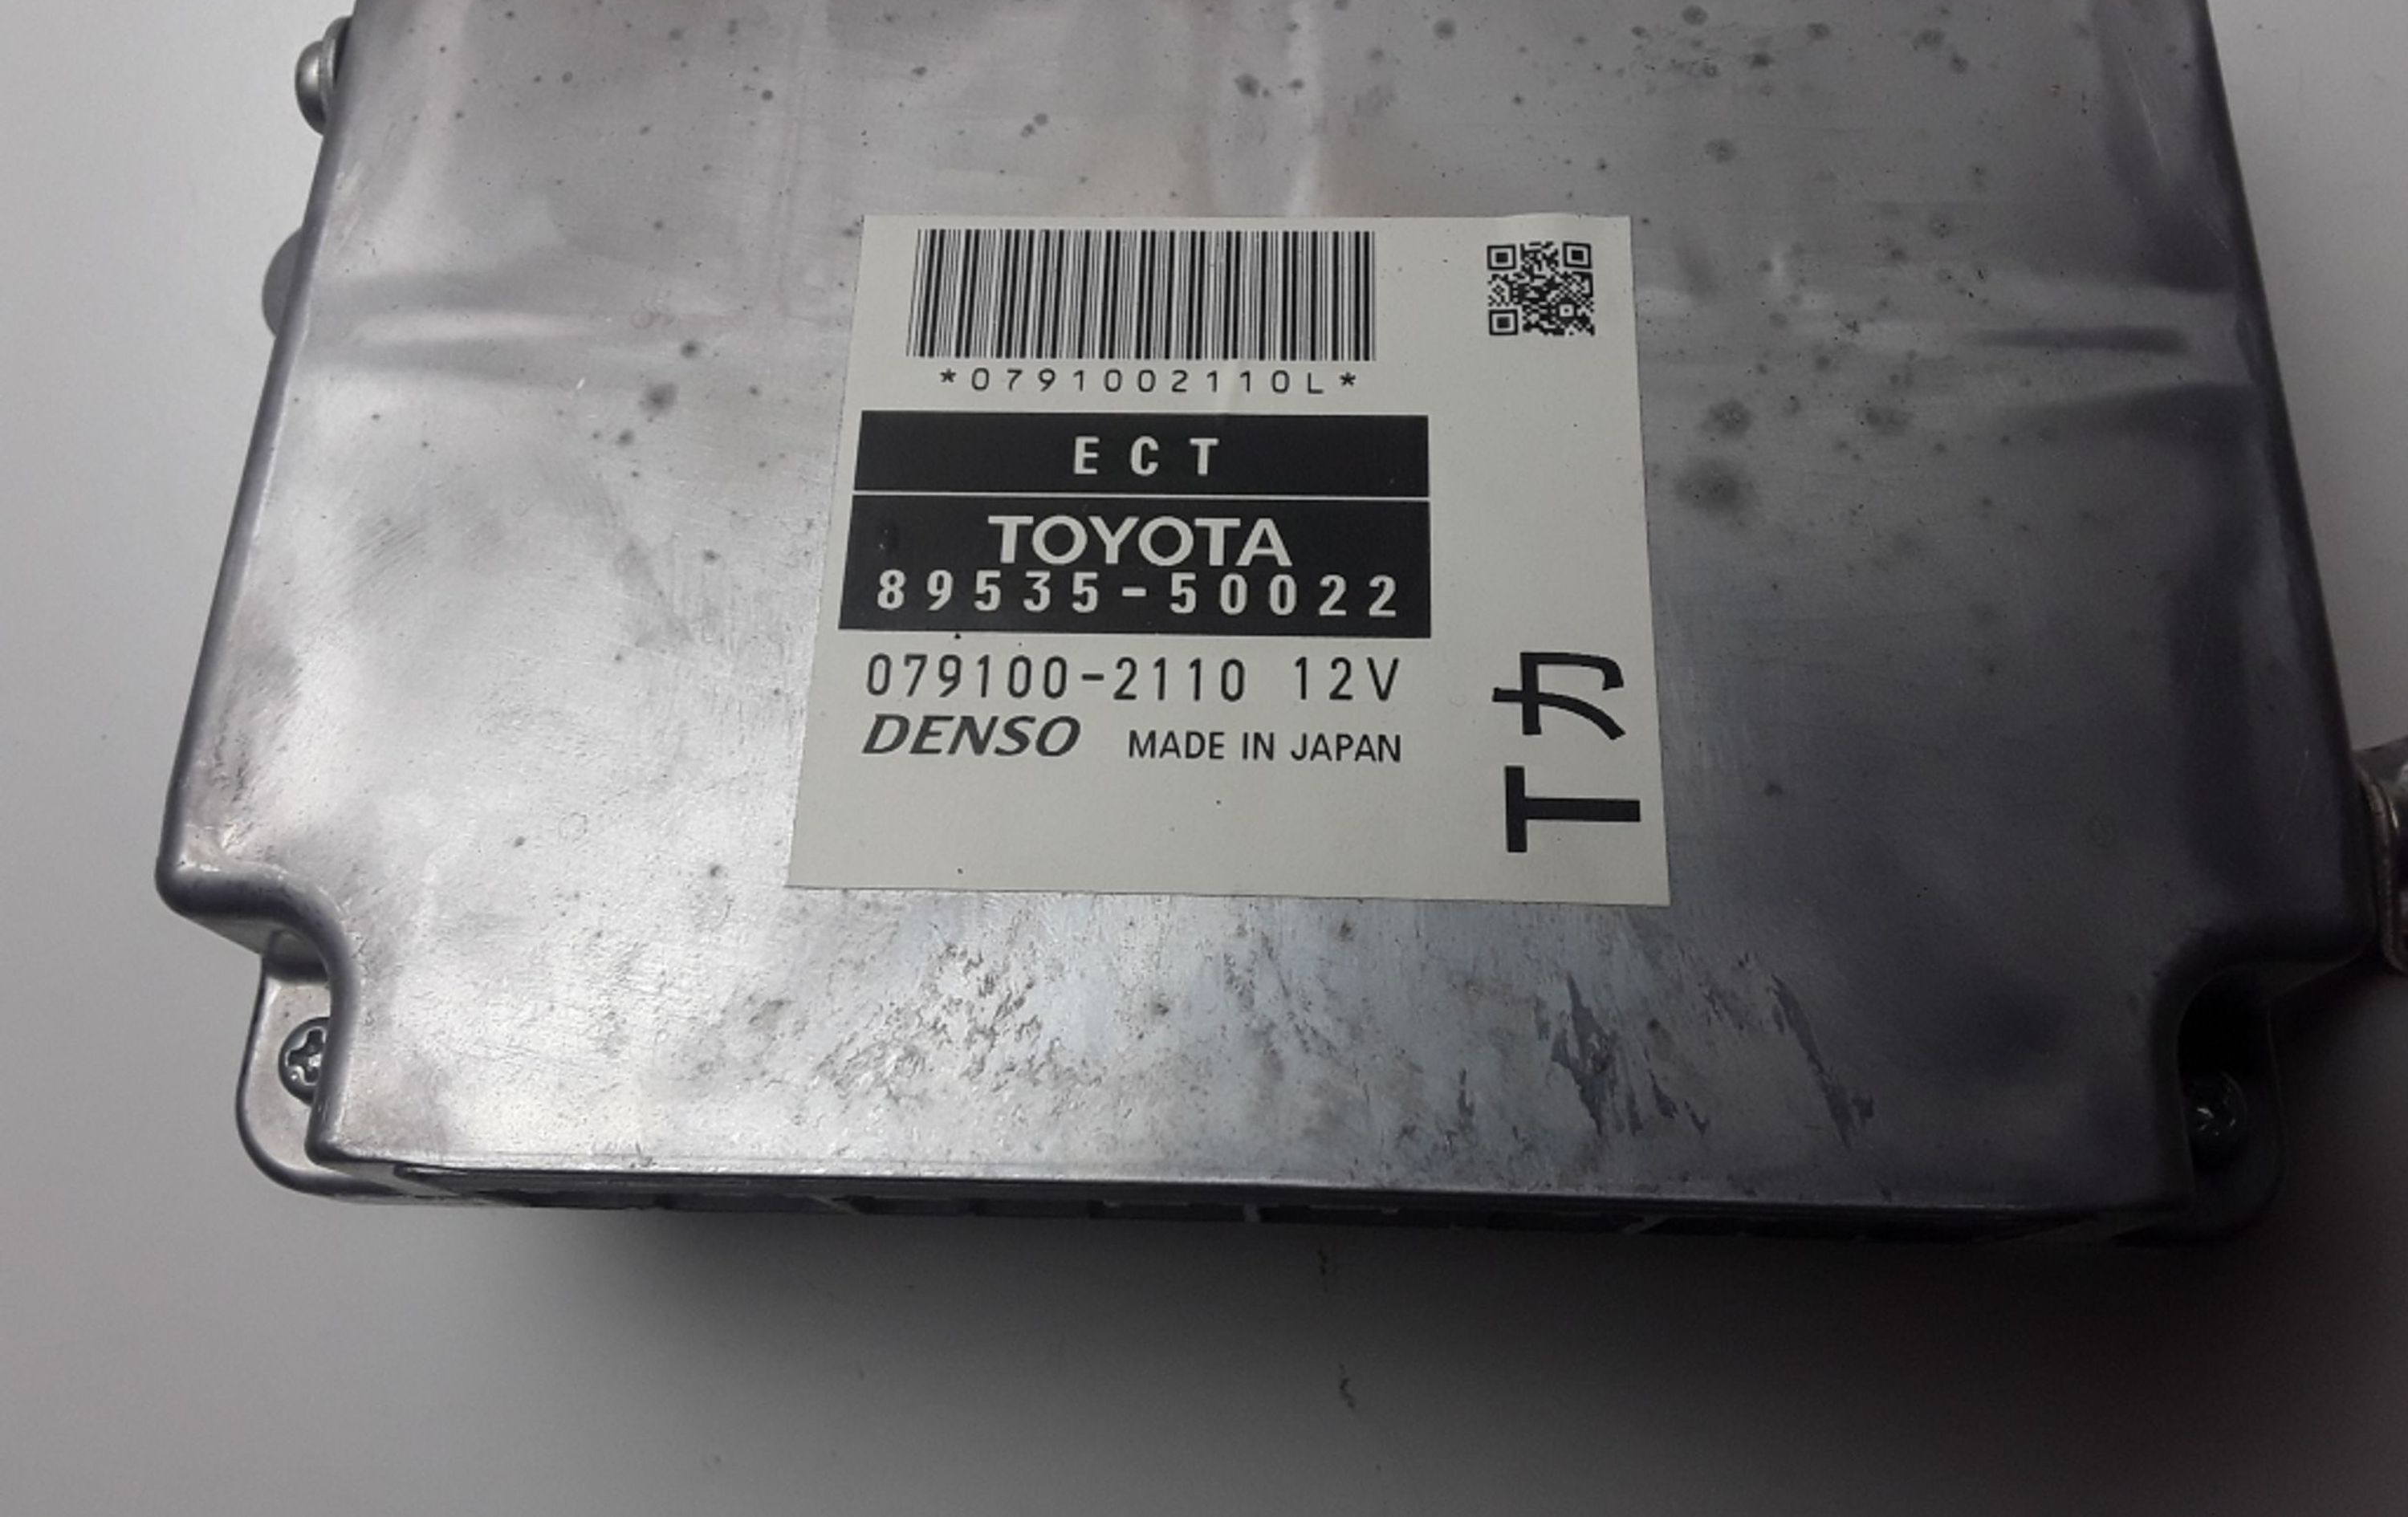 *0791002110L*
ECT
TOYOTA
89535-50022
079100-2110 12V
DENSO MADE IN JAPAN
Tカ